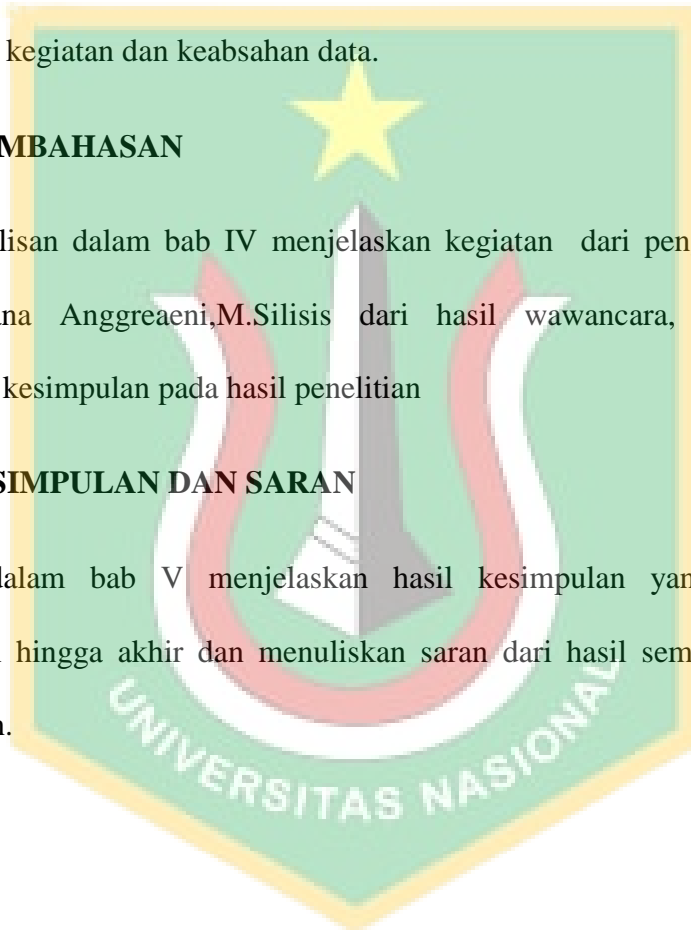 kegiatan dan keabsahan data.
MBAHASAN
lisan dalam bab IV menjelaskan kegiatan dari pen
na Anggreaeni,M.Silisis dari hasil wawancara,
kesimpulan pada hasil penelitian
SIMPULAN DAN SARAN
dalam bab V menjelaskan hasil kesimpulan yan
hingga akhir dan menuliskan saran dari hasil sem
n.
UNIVERSITAS NASIONAL